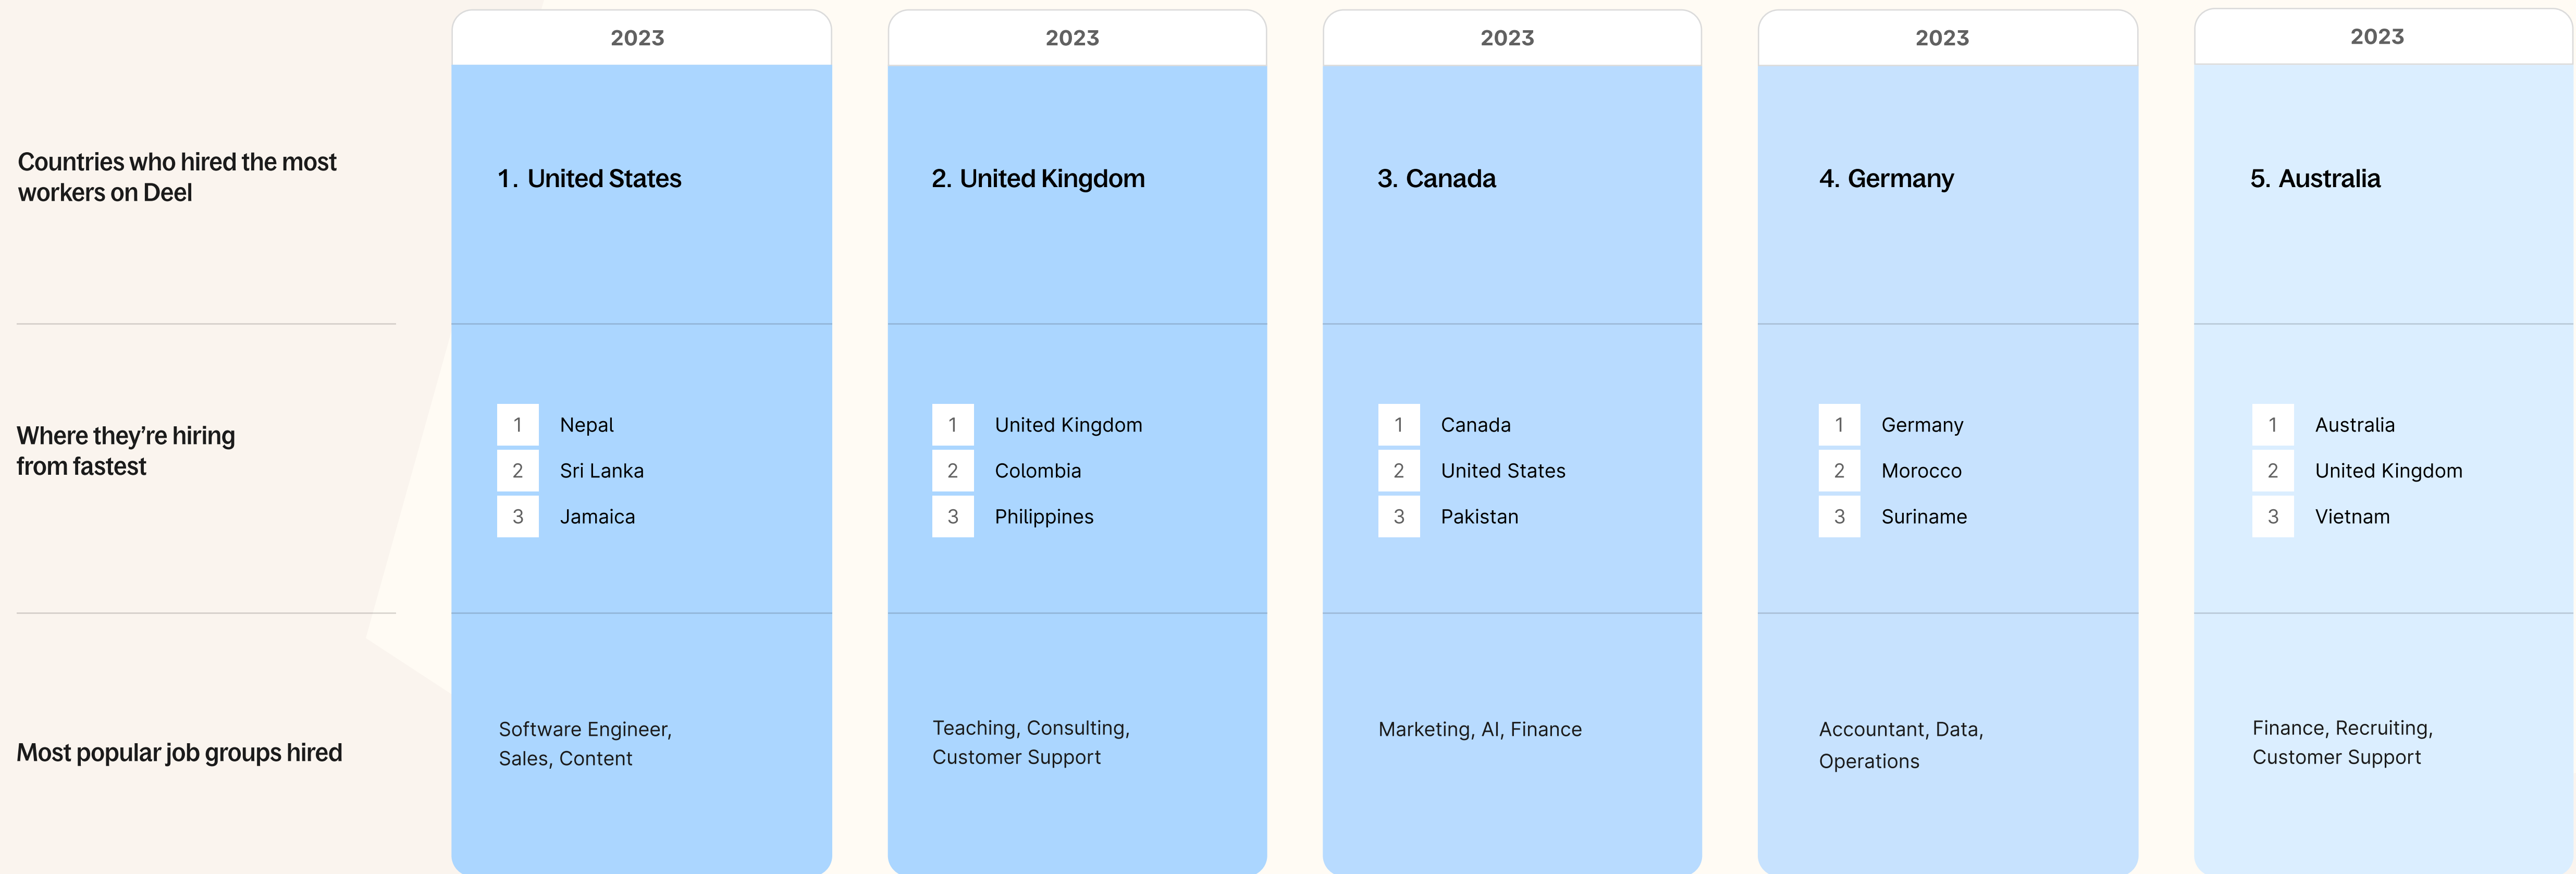 2023
2023
2023
2023
2023
Countries who hired the most
workers on Deel
1. United States
2. United Kingdom
3. Canada
4. Germany
5. Australia
Where they’re hiring
from fastest
1 Nepal
2 Sri Lanka
3 Jamaica
1 United Kingdom
2 Colombia
3 Philippines
1 Canada
2 United States
3 Pakistan
1 Germany
2 Morocco
3 Suriname
1 Australia
2 United Kingdom
3 Vietnam
Most popular job groups hired
Software Engineer,
Sales, Content
Teaching, Consulting,
Customer Support
Marketing, AI, Finance
Accountant, Data,
Operations
Finance, Recruiting,
Customer Support